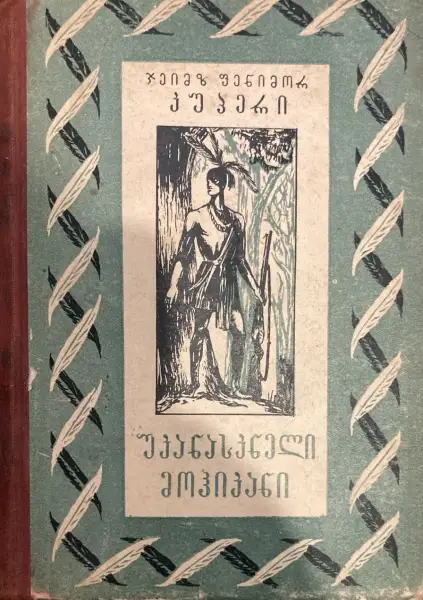 ჯეიმზ ფენიმორ
კუპერი
უკანასკნელი
მოჰიკანი